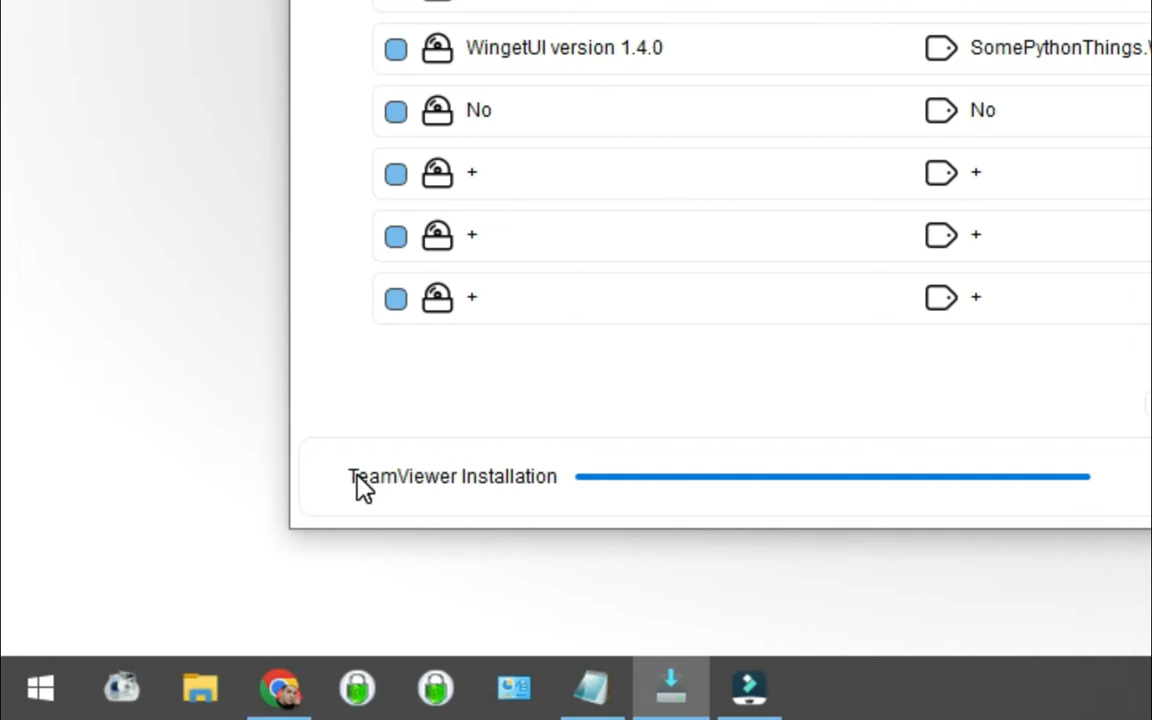 WingetUI version 1.4.0 SomePythonThings.
No No
+ +
+ +
+ +
TeamViewer Installation